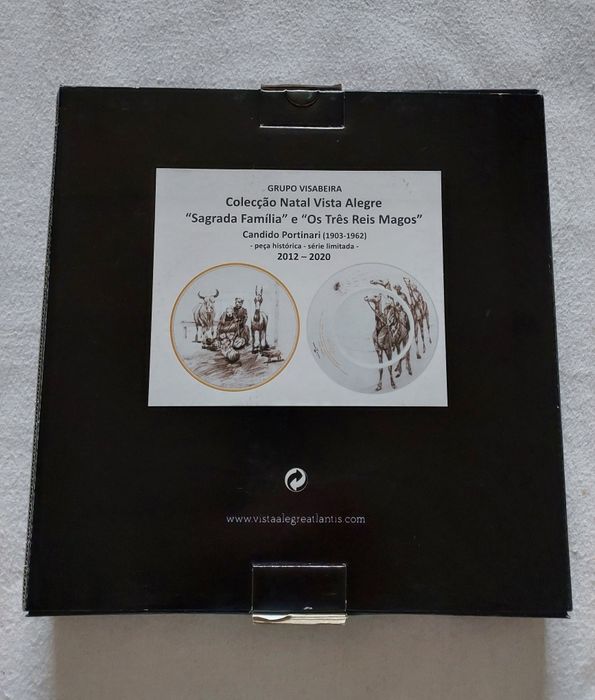 GRUPO VISABEIRA
Colecção Natal Vista Alegre
“Sagrada Família” e “Os Três Reis Magos”
Candido Portinari (1903-1962)
- peça histórica - série limitada -
2012 – 2020
www.vistaalegreatlantis.com